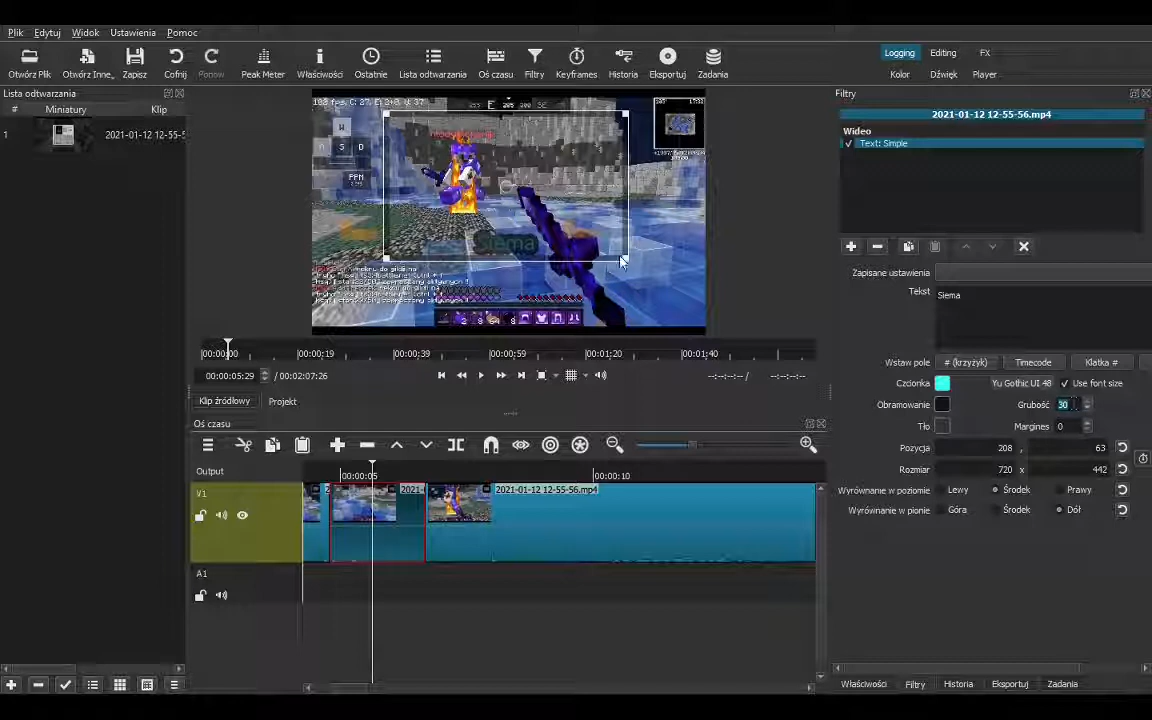 Plik Edytuj Widok Ustawienia Pomoc
Otwórz Plik Otwórz Inne... Zapisz Cofnij Ponow Peak Meter Właściwości Ostatnie Lista odtwarzania Oś czasu Filtry Keyframes Historia Eksportuj Zadania
Logging Editing FX
Kolor Dźwięk Player
Lista odtwarzania
# Miniatury Klip
1 2021-01-12 12-55-5
W
A S D
Siema
|00:00:00 |00:00:19 |00:00:39 |00:00:59 |00:01:20 |00:01:40
00:00:05:29 / 00:02:07:26 --:--:--:-- / --:--:--:--
Klip źródłowy Projekt
Oś czasu
Output |00:00:05 |00:00:10
V1 2021- 2021-01-12 12-55-56.mp4
A1
Filtry
2021-01-12 12-55-56.mp4
Wideo
✓ Text: Simple
Zapisane ustawienia
Tekst Siema
Wstaw pole # (krzyżyk) Timecode Klatka #
Czcionka Yu Gothic UI 48 Use font size
Obramowanie Grubość 30
Tło Margines 0
Pozycja 208 , 63
Rozmiar 720 x 442
Wyrównanie w poziomie Lewy Środek Prawy
Wyrównanie w pionie Góra Środek Dół
Właściwości Filtry Historia Eksportuj Zadania